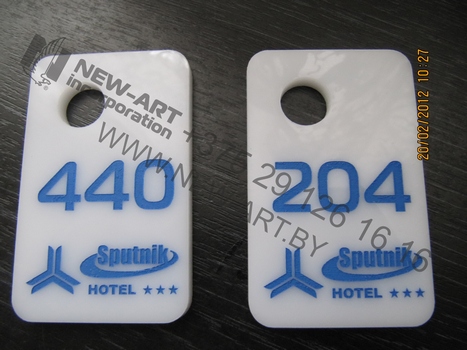 NEW-ART
incorporation
+375 29 126 16 16
WWW.NEW-ART.BY
440
Sputnik
HOTEL ★★★
204
Sputnik
HOTEL ★★★
20/02/2012 10:27